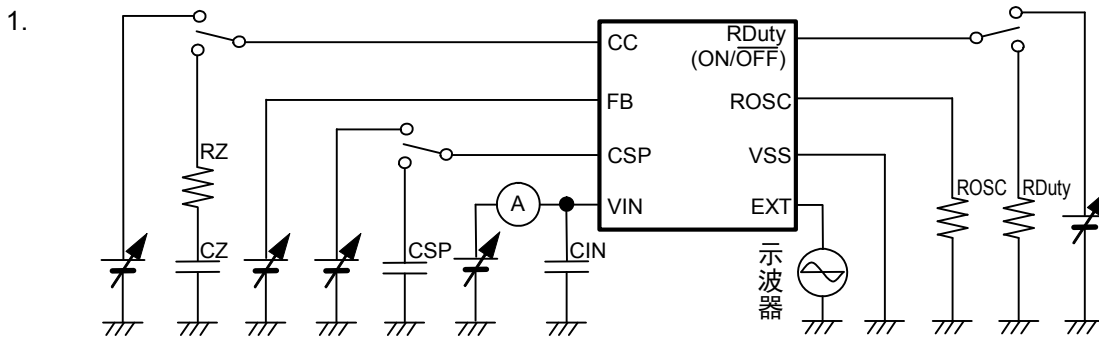 1.
CC
RDuty
(ON/OFF)
FB
ROSC
CSP
VSS
VIN
EXT
RZ
CZ
CSP
A
CIN
示波器
ROSC
RDuty